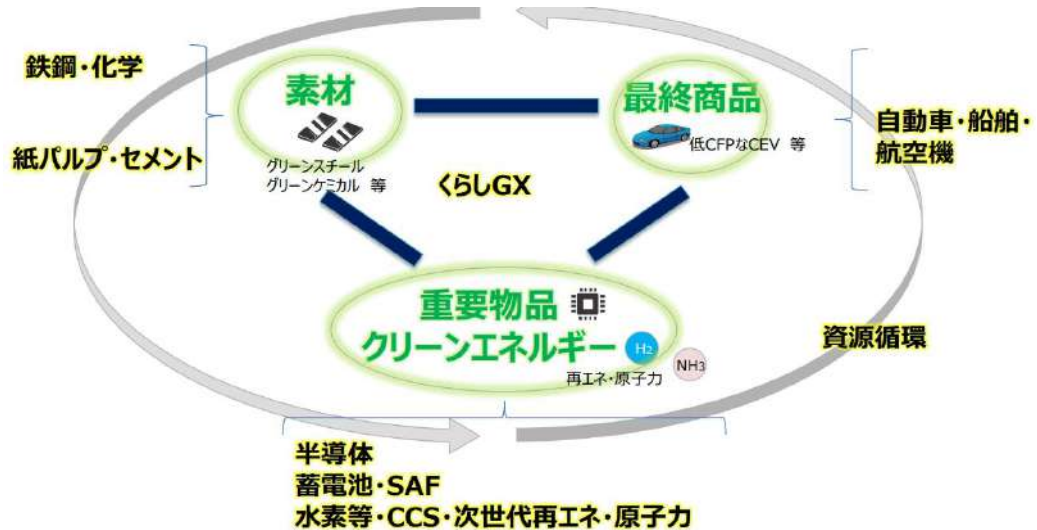 鉄鋼・化学
紙パルプ・セメント
素材
グリーンスチール
グリーンケミカル 等
最終商品
低CFPなCEV 等
自動車・船舶・
航空機
くらしGX
重要物品
クリーンエネルギー
H2
NH3
再エネ・原子力
資源循環
半導体
蓄電池・SAF
水素等・CCS・次世代再エネ・原子力